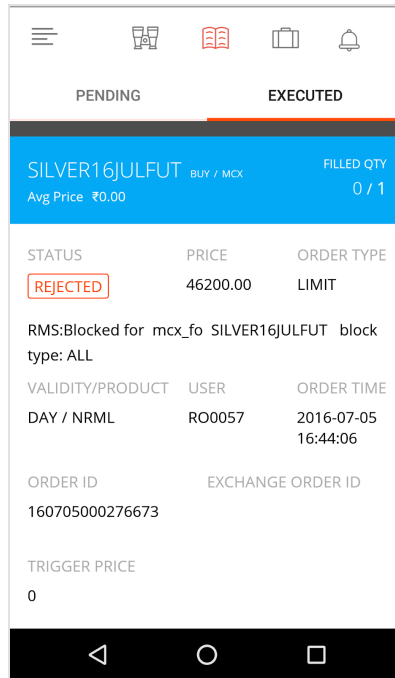 PENDING EXECUTED
SILVER16JULFUT BUY / MCX FILLED QTY
Avg Price ₹0.00 0 / 1
STATUS PRICE ORDER TYPE
REJECTED 46200.00 LIMIT
RMS:Blocked for mcx_fo SILVER16JULFUT block
type: ALL
VALIDITY/PRODUCT USER ORDER TIME
DAY / NRML RO0057 2016-07-05
16:44:06
ORDER ID EXCHANGE ORDER ID
160705000276673
TRIGGER PRICE
0